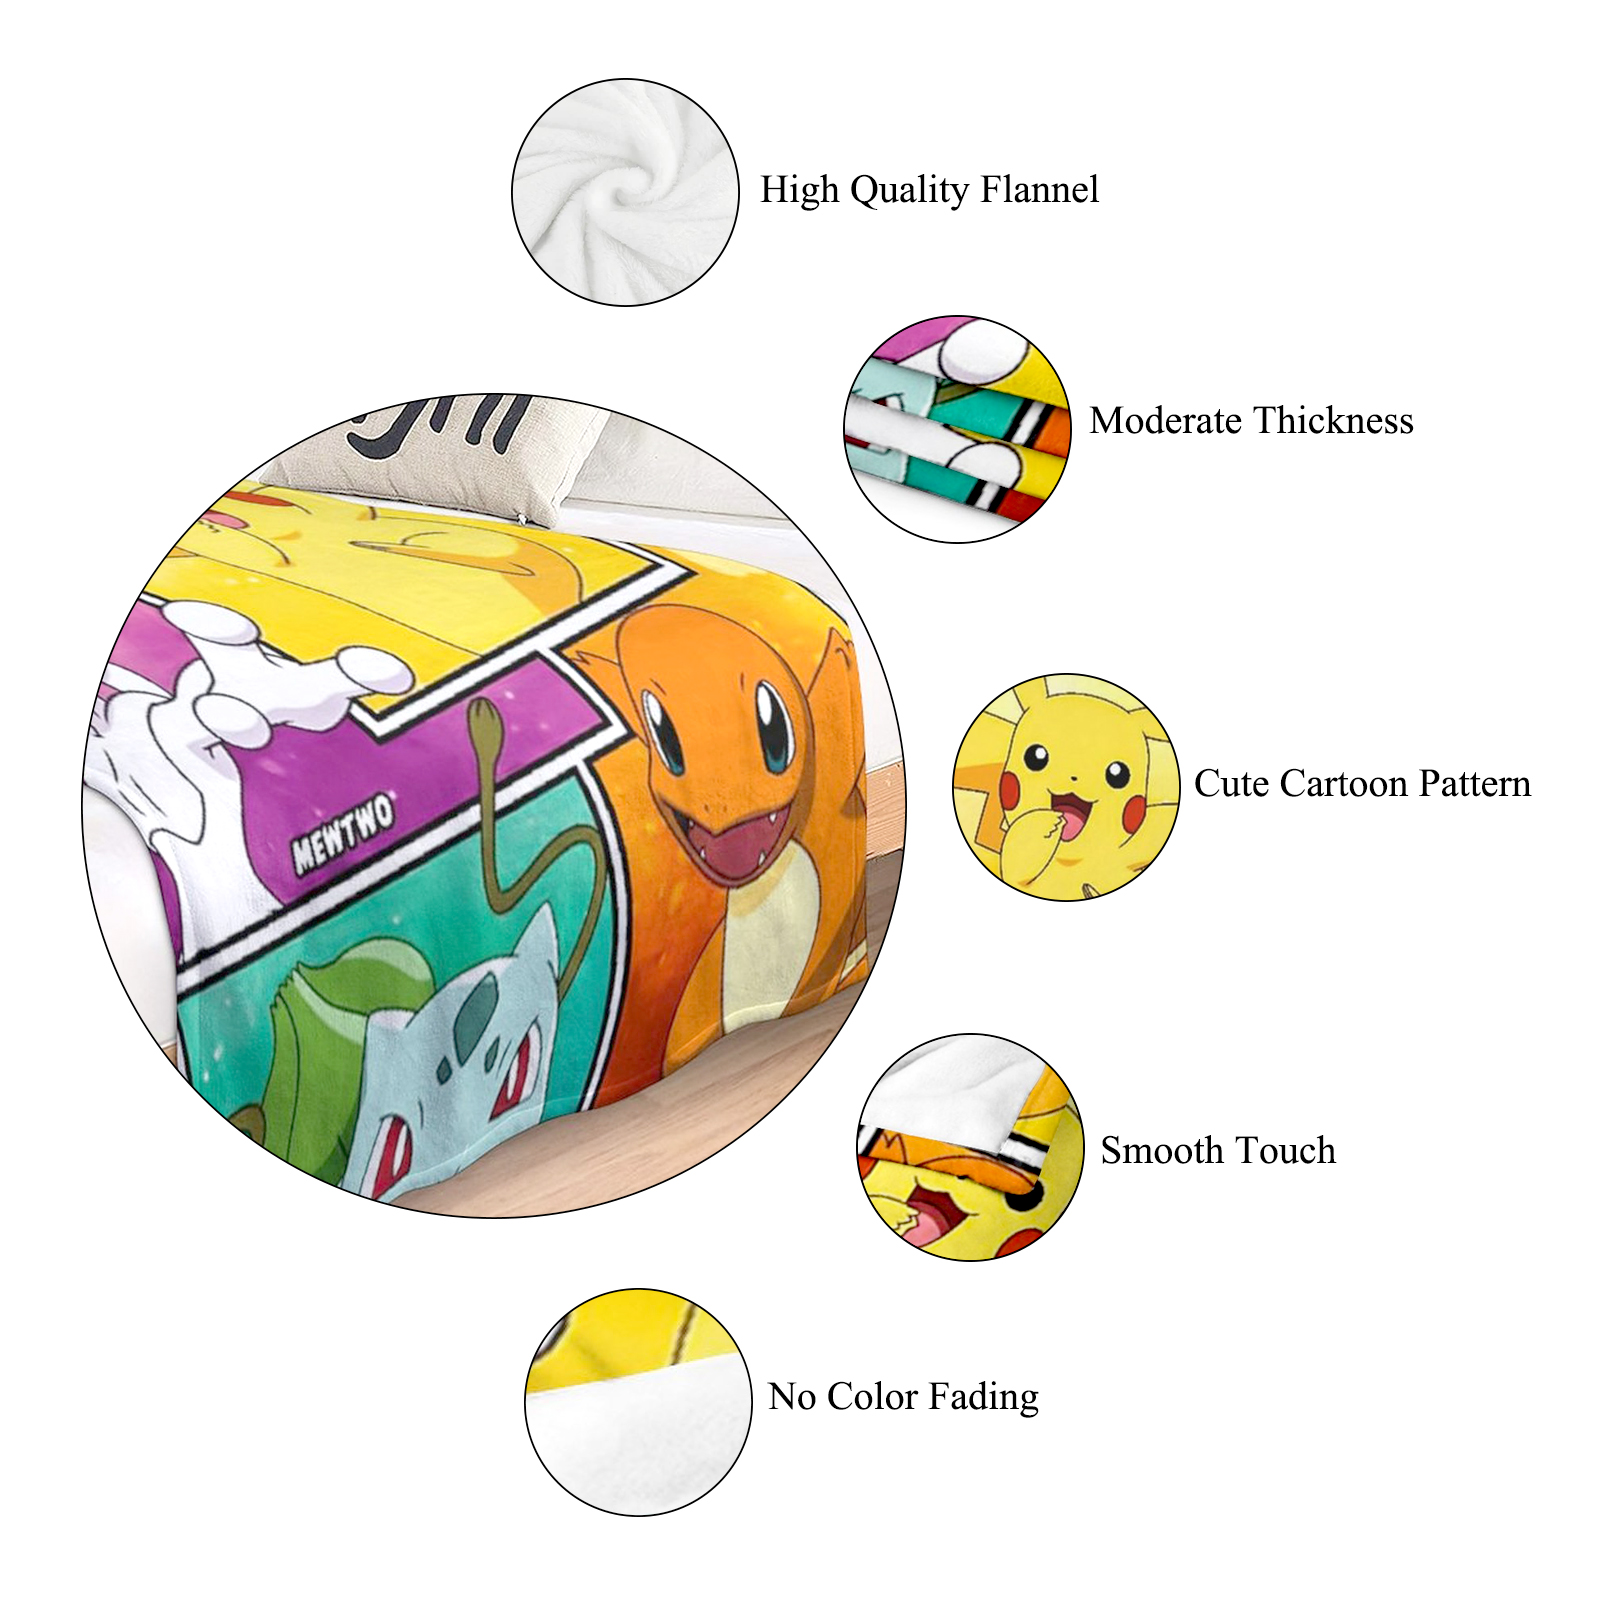 High Quality Flannel
Moderate Thickness
MEWTWO
Cute Cartoon Pattern
Smooth Touch
No Color Fading